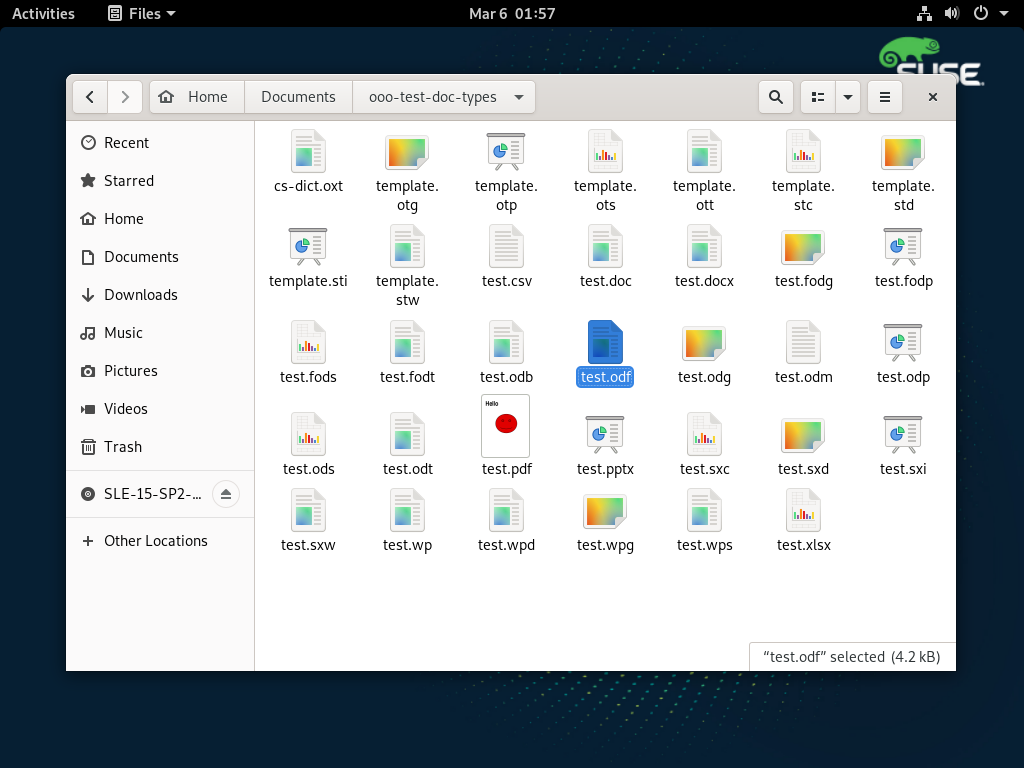 Activities
Files
Mar 6 01:57
SUSE
Home
Documents
ooo-test-doc-types
Recent
Starred
Home
Documents
Downloads
Music
Pictures
Videos
Trash
SLE-15-SP2-...
Other Locations
cs-dict.oxt
template.
otg
template.
otp
template.
ots
template.
ott
template.
stc
template.
std
template.sti
template.
stw
test.csv
test.doc
test.docx
test.fodg
test.fodp
test.fods
test.fodt
test.odb
test.odf
test.odg
test.odm
test.odp
test.ods
test.odt
Hello
test.pdf
test.pptx
test.sxc
test.sxd
test.sxi
test.sxw
test.wp
test.wpd
test.wpg
test.wps
test.xlsx
“test.odf” selected (4.2 kB)